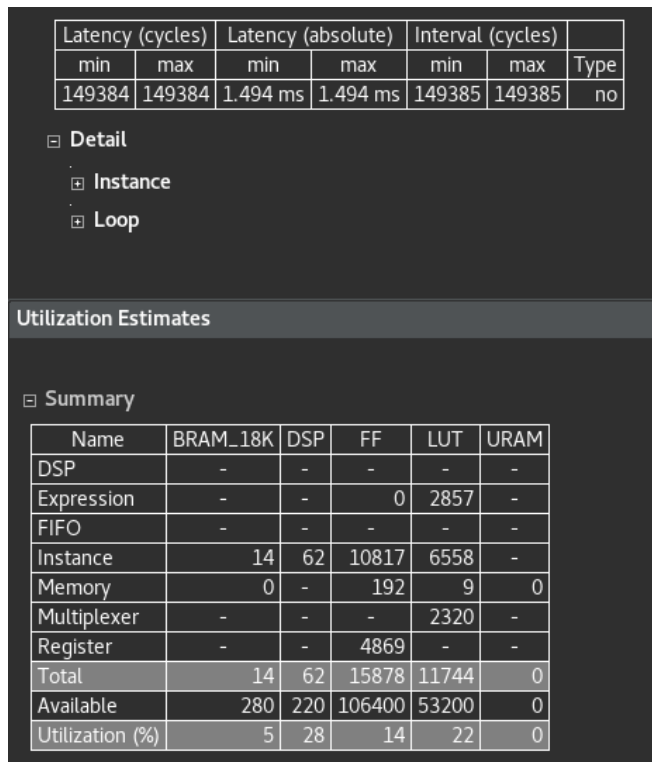 Latency (cycles) Latency (absolute) Interval (cycles)
min max min max min max Type
149384 149384 1.494 ms 1.494 ms 149385 149385 no
Detail
Instance
Loop
Utilization Estimates
Summary
Name BRAM_18K DSP FF LUT URAM
DSP - - - - -
Expression - - 0 2857 -
FIFO - - - - -
Instance 14 62 10817 6558 -
Memory 0 - 192 9 0
Multiplexer - - - 2320 -
Register - - 4869 - -
Total 14 62 15878 11744 0
Available 280 220 106400 53200 0
Utilization (%) 5 28 14 22 0